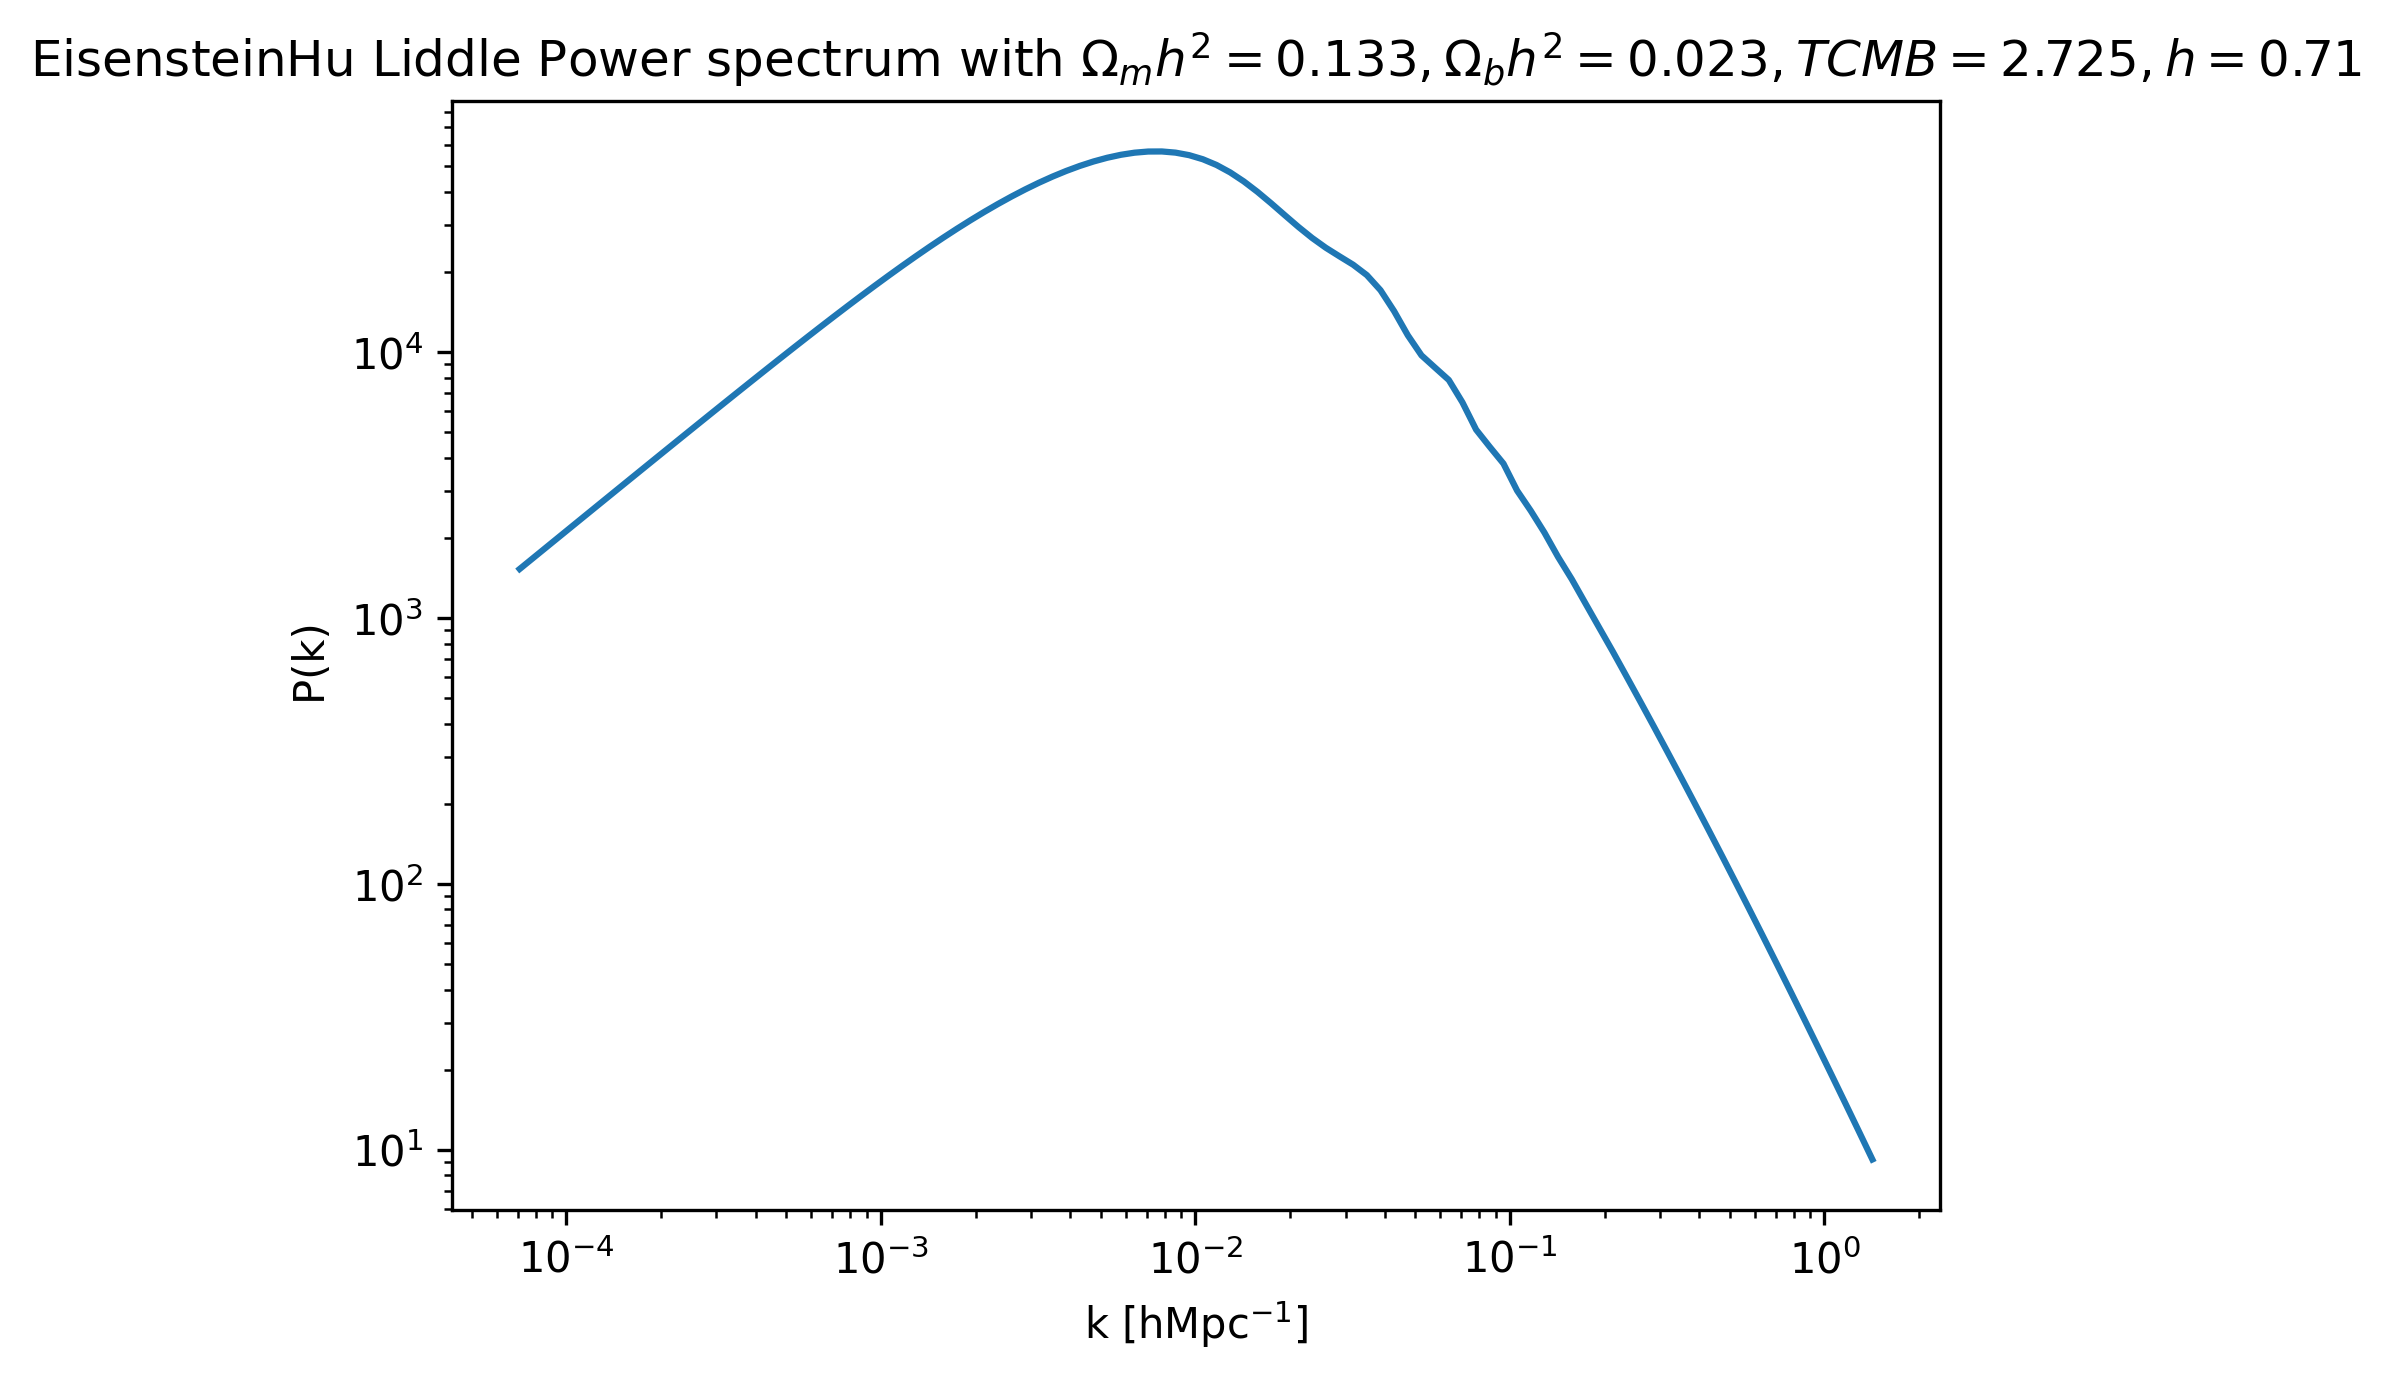 EisensteinHu Liddle Power spectrum with Ωₘh² = 0.133, Ω_bh² = 0.023, TCMB = 2.725, h = 0.71
P(k)
10⁴
10³
10²
10¹
10⁻⁴ 10⁻³ 10⁻² 10⁻¹ 10⁰
k [hMpc⁻¹]